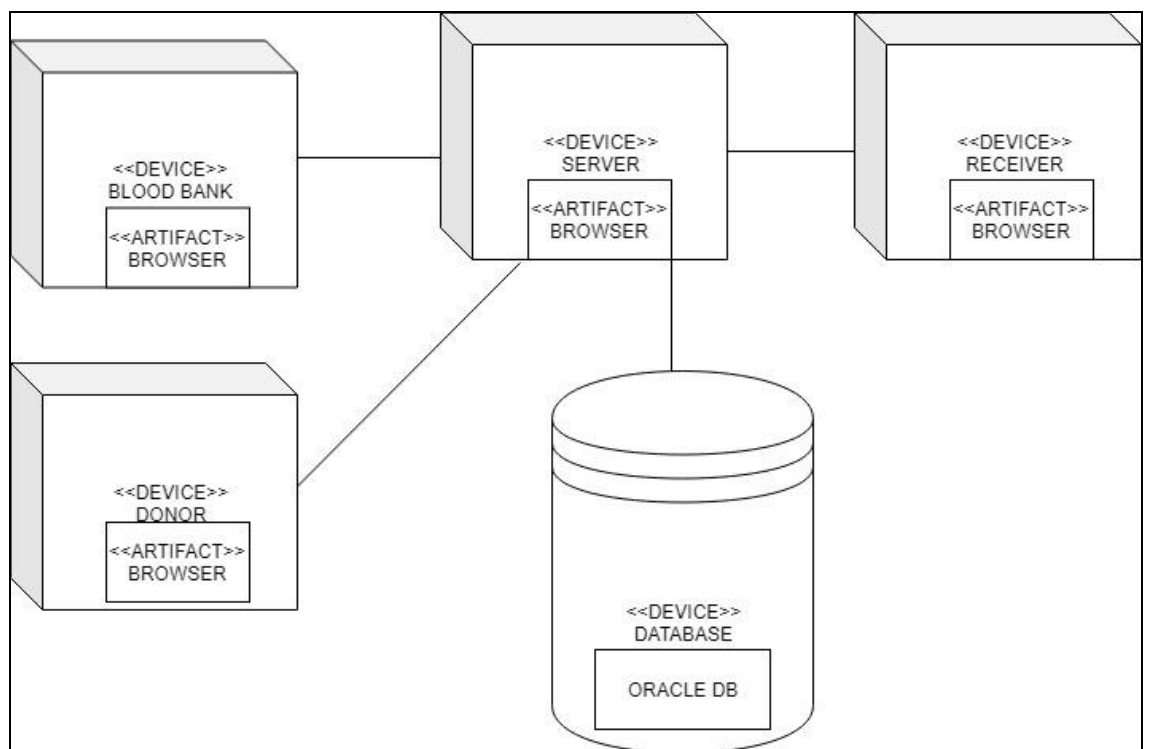 <<DEVICE>>
BLOOD BANK
<<ARTIFACT>>
BROWSER
<<DEVICE>>
SERVER
<<ARTIFACT>>
BROWSER
<<DEVICE>>
RECEIVER
<<ARTIFACT>>
BROWSER
<<DEVICE>>
DONOR
<<ARTIFACT>>
BROWSER
<<DEVICE>>
DATABASE
ORACLE DB